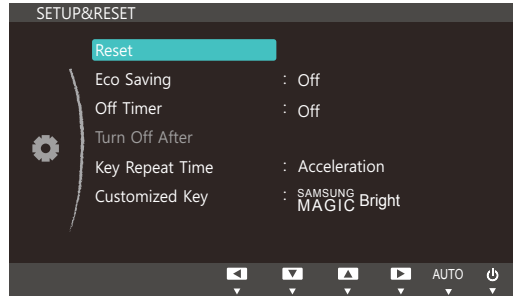 SETUP&RESET
Reset
Eco Saving : Off
Off Timer : Off
Turn Off After
Key Repeat Time : Acceleration
Customized Key : SAMSUNG MAGIC Bright
AUTO